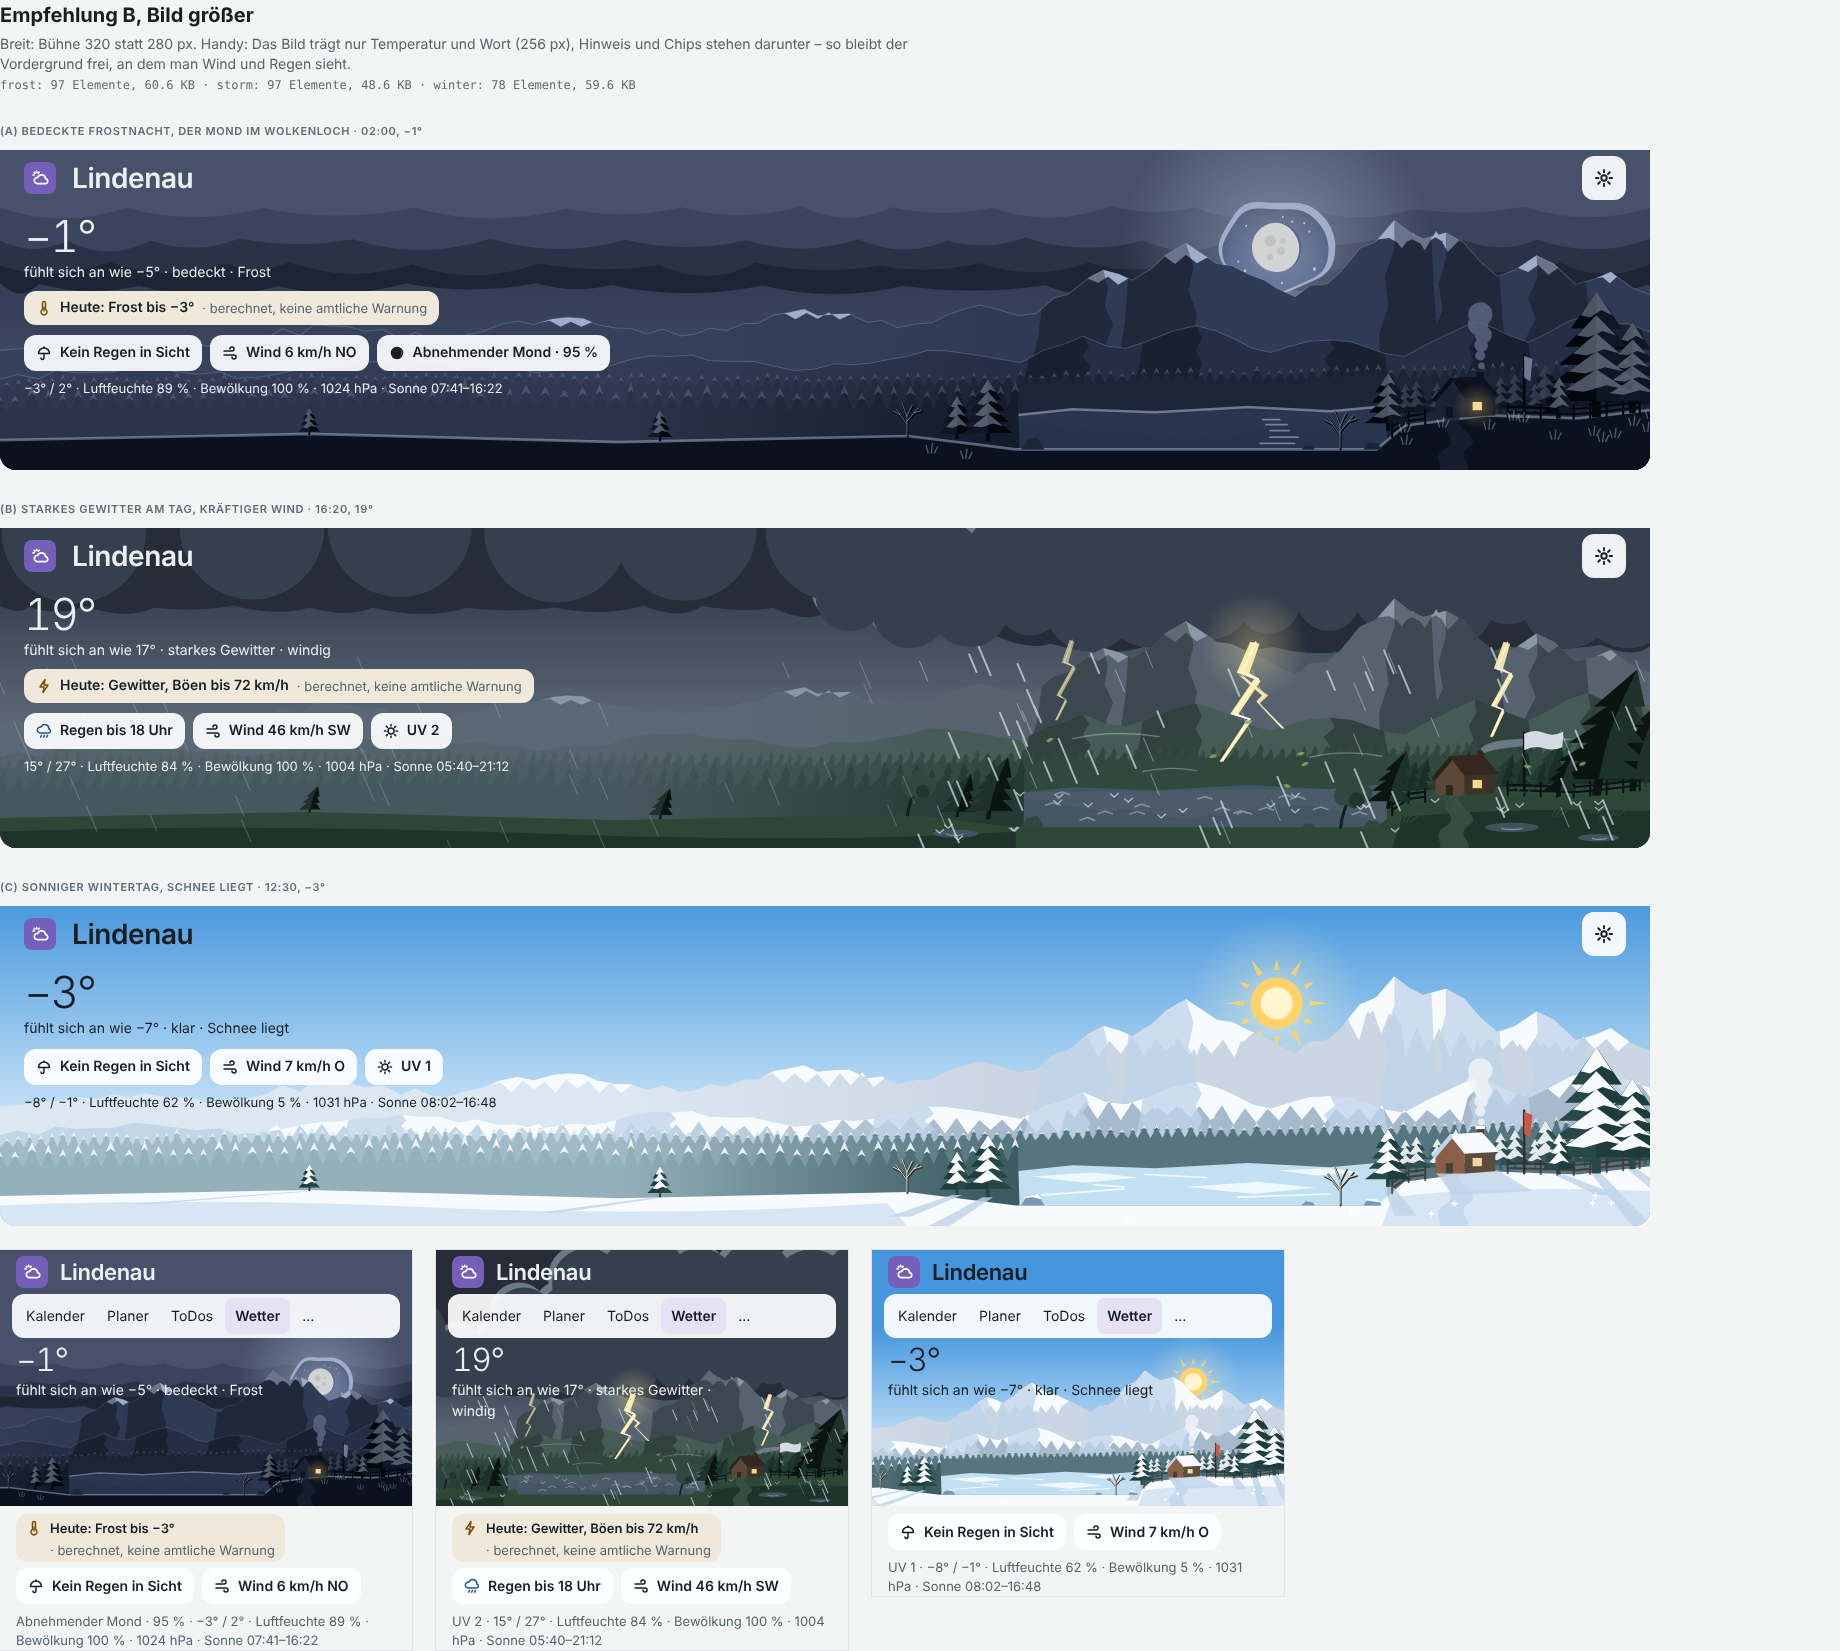 Empfehlung B, Bild größer
Breit: Bühne 320 statt 280 px. Handy: Das Bild trägt nur Temperatur und Wort (256 px), Hinweis und Chips stehen darunter – so bleibt der
Vordergrund frei, an dem man Wind und Regen sieht.
frost: 97 Elemente, 60.6 KB · storm: 97 Elemente, 48.6 KB · winter: 78 Elemente, 59.6 KB
(A) BEDECKTE FROSTNACHT, DER MOND IM WOLKENLOCH · 02:00, −1°
Lindenau
−1°
fühlt sich an wie −5° · bedeckt · Frost
Heute: Frost bis −3° · berechnet, keine amtliche Warnung
Kein Regen in Sicht Wind 6 km/h NO Abnehmender Mond · 95 %
−3° / 2° · Luftfeuchte 89 % · Bewölkung 100 % · 1024 hPa · Sonne 07:41–16:22
(B) STARKES GEWITTER AM TAG, KRÄFTIGER WIND · 16:20, 19°
Lindenau
19°
fühlt sich an wie 17° · starkes Gewitter · windig
Heute: Gewitter, Böen bis 72 km/h · berechnet, keine amtliche Warnung
Regen bis 18 Uhr Wind 46 km/h SW UV 2
15° / 27° · Luftfeuchte 84 % · Bewölkung 100 % · 1004 hPa · Sonne 05:40–21:12
(C) SONNIGER WINTERTAG, SCHNEE LIEGT · 12:30, −3°
Lindenau
−3°
fühlt sich an wie −7° · klar · Schnee liegt
Kein Regen in Sicht Wind 7 km/h O UV 1
−8° / −1° · Luftfeuchte 62 % · Bewölkung 5 % · 1031 hPa · Sonne 08:02–16:48
Lindenau
Kalender Planer ToDos Wetter ...
−1°
fühlt sich an wie −5° · bedeckt · Frost
Heute: Frost bis −3°
· berechnet, keine amtliche Warnung
Kein Regen in Sicht Wind 6 km/h NO
Abnehmender Mond · 95 % · −3° / 2° · Luftfeuchte 89 % ·
Bewölkung 100 % · 1024 hPa · Sonne 07:41–16:22
Lindenau
Kalender Planer ToDos Wetter ...
19°
fühlt sich an wie 17° · starkes Gewitter ·
windig
Heute: Gewitter, Böen bis 72 km/h
· berechnet, keine amtliche Warnung
Regen bis 18 Uhr Wind 46 km/h SW
UV 2 · 15° / 27° · Luftfeuchte 84 % · Bewölkung 100 % · 1004
hPa · Sonne 05:40–21:12
Lindenau
Kalender Planer ToDos Wetter ...
−3°
fühlt sich an wie −7° · klar · Schnee liegt
Kein Regen in Sicht Wind 7 km/h O
UV 1 · −8° / −1° · Luftfeuchte 62 % · Bewölkung 5 % · 1031
hPa · Sonne 08:02–16:48